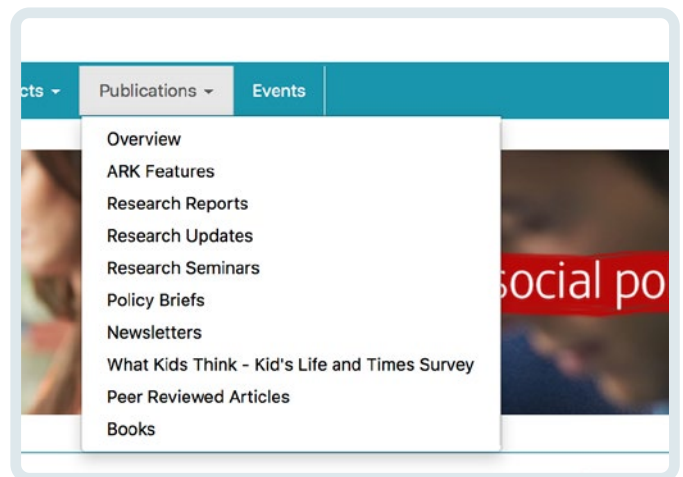 cts Publications Events
Overview
ARK Features
Research Reports
Research Updates
Research Seminars
social po
Policy Briefs
Newsletters
What Kids Think - Kid's Life and Times Survey
Peer Reviewed Articles
Books